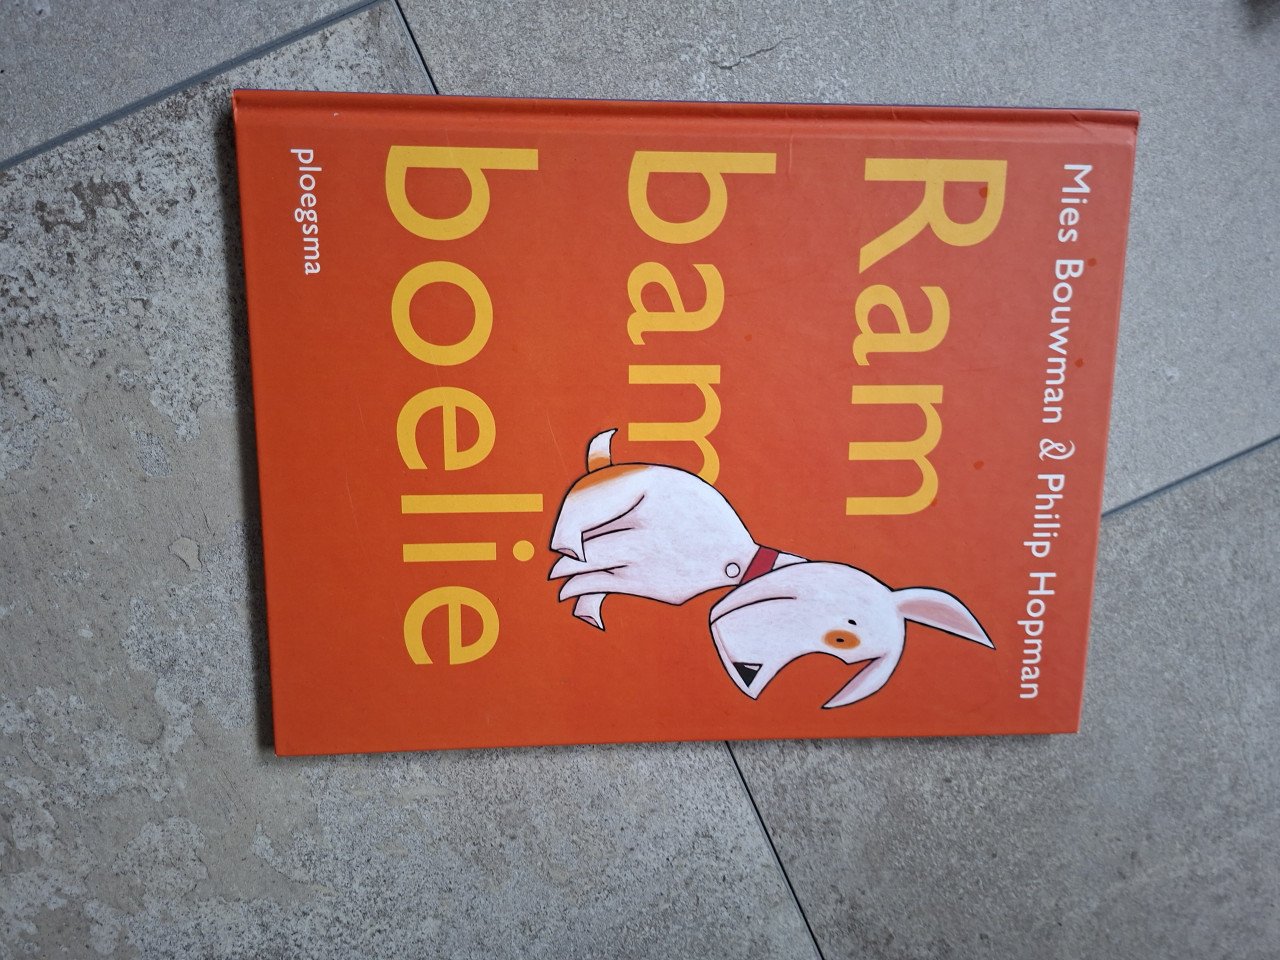 Mies Bouwman & Philip Hopman
Ram
bam
boelie
ploegsma